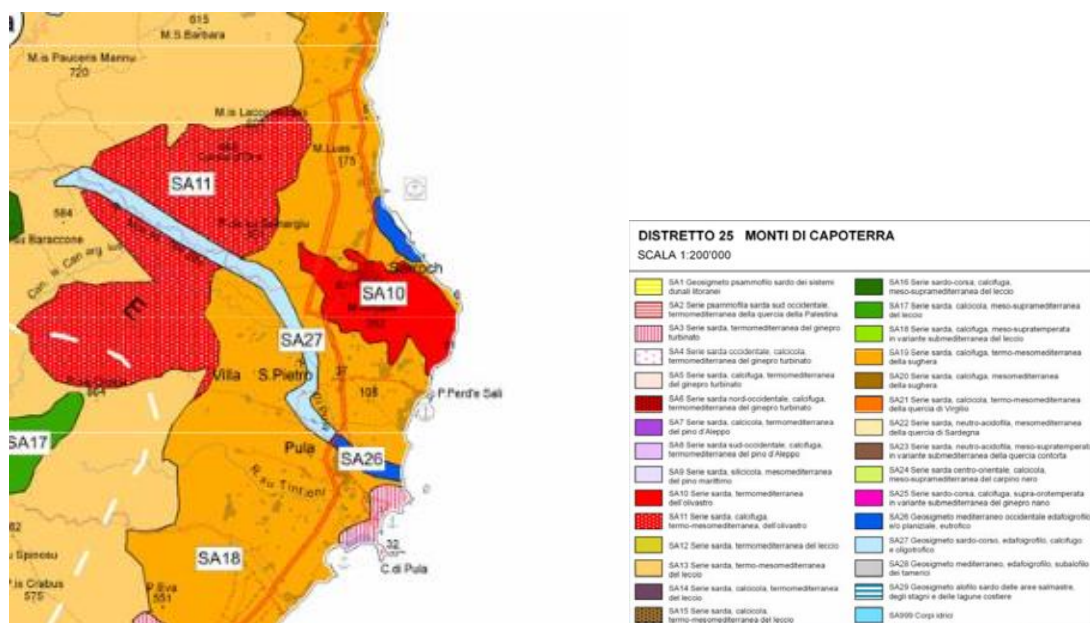 615
M.S.Barbara
M.is Pauceris Mannu
720
M.Luas
175
SA11
584
su Baraccone
SA10
SA27
Villa S.Pietro
37
108
P.Perd'e Sali
SA17
Pula
SA26
32
C.di Pula
SA18
u Spinosu
P.is Crabus
575
P.Eva
551
DISTRETTO 25 MONTI DI CAPOTERRA
SCALA 1:200'000
SA1 Geosigmeto psammofilo sardo dei sistemi
dunali litoranei
SA2 Serie psammofila sarda sud occidentale,
termomediterranea della quercia della Palestina
SA3 Serie sarda, termomediterranea del ginepro
turbinato
SA4 Serie sarda occidentale, calcicola,
termomediterranea del ginepro turbinato
SA5 Serie sarda, calcifuga, termomediterranea
del ginepro turbinato
SA6 Serie sarda nord-occidentale, calcifuga,
termomediterranea del ginepro turbinato
SA7 Serie sarda, calcicola, termomediterranea
del pino d'Aleppo
SA8 Serie sarda sud-occidentale, calcifuga,
termomediterranea del pino d'Aleppo
SA9 Serie sarda, silicicola, mesomediterranea
del pino marittimo
SA10 Serie sarda, termomediterranea
dell'olivastro
SA11 Serie sarda, calcifuga,
termo-mesomediterranea, dell'olivastro
SA12 Serie sarda, termomediterranea del leccio
SA13 Serie sarda, termo-mesomediterranea
del leccio
SA14 Serie sarda, calcicola, termomediterranea
del leccio
SA15 Serie sarda, calcicola,
termo-mesomediterranea del leccio
SA16 Serie sardo-corsa, calcifuga,
meso-supramediterranea del leccio
SA17 Serie sarda, calcicola, meso-supramediterranea
del leccio
SA18 Serie sarda, calcifuga, meso-supratemperata
in variante submediterranea del leccio
SA19 Serie sarda, calcifuga, termo-mesomediterranea
della sughera
SA20 Serie sarda, calcifuga, mesomediterranea
della sughera
SA21 Serie sarda, calcicola, termo-mesomediterranea
della quercia di Virgilio
SA22 Serie sarda, neutro-acidofila, mesomediterranea
della quercia di Sardegna
SA23 Serie sarda, neutro-acidofila, meso-supratemperata
in variante submediterranea della quercia contorta
SA24 Serie sarda centro-orientale, calcicola,
meso-supramediterranea del carpino nero
SA25 Serie sardo-corsa, calcifuga, supra-orotemperata
in variante submediterranea del ginepro nano
SA26 Geosigmeto mediterraneo occidentale edafoigrofilo
e/o planiziale, eutrofico
SA27 Geosigmeto sardo-corso, edafoigrofilo, calcifugo
e oligotrofico
SA28 Geosigmeto mediterraneo, edafoigrofilo, subalofilo
dei tamerici
SA29 Geosigmeto alofilo sardo delle aree salmastre,
degli stagni e delle lagune costiere
SA999 Corpi idrici